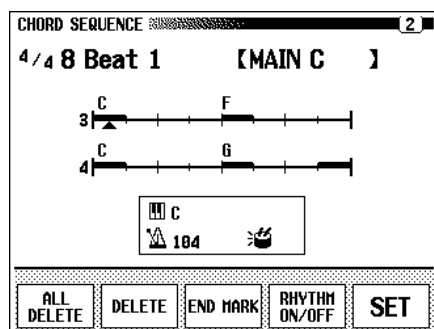 CHORD SEQUENCE (2)
4/4 8 Beat 1 【MAIN C 】
C F
3
C G
4
C
104
ALL DELETE
DELETE
END MARK
RHYTHM ON/OFF
SET